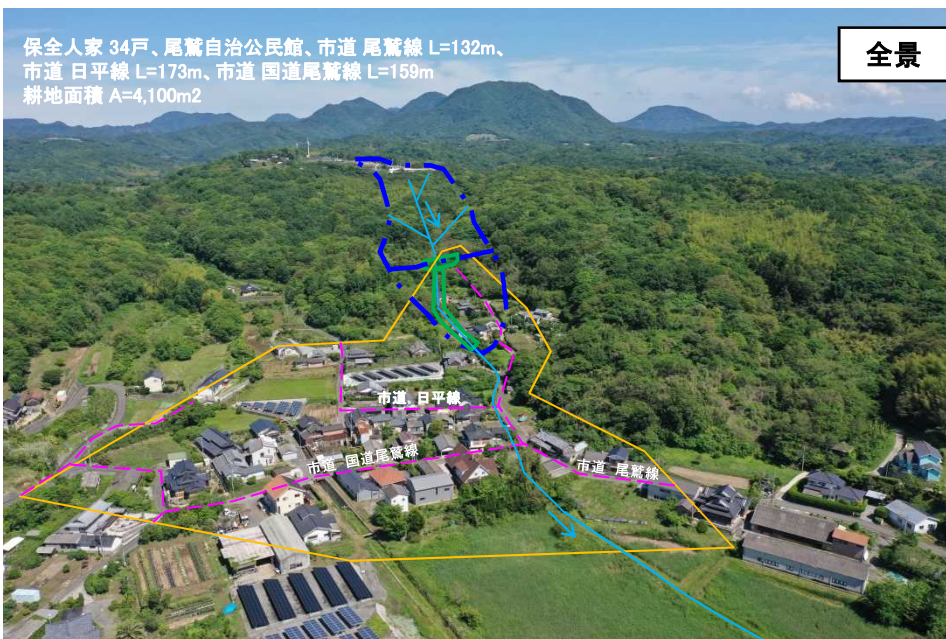 保全人家 34戸、尾鷲自治公民館、市道 尾鷲線 L=132m、
市道 日平線 L=173m、市道 国道尾鷲線 L=159m
耕地面積 A=4,100m2
全景
市道 日平線
市道 国道尾鷲線
市道 尾鷲線